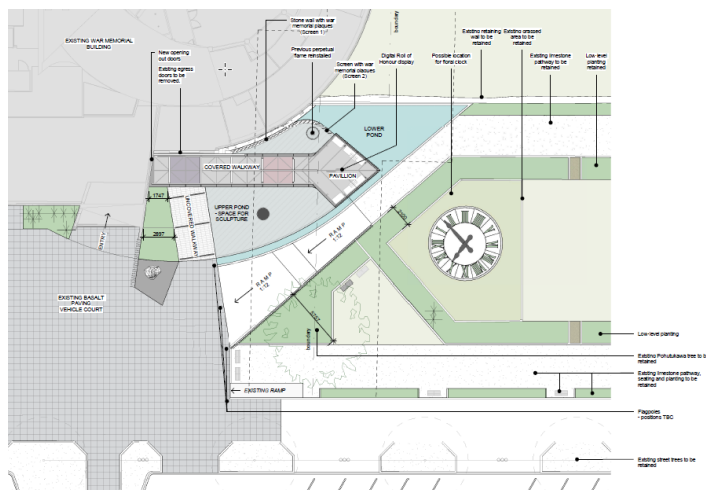 EXISTING WAR MEMORIAL
BUILDING
New opening
out doors
Existing egress
doors to be
removed.
Stone wall with war
memorial plaques
(Screen 1)
Previous perpetual
flame reinstalled
Screen with war
memorial plaques
(Screen 2)
boundary
Digital Roll of
Honour display
Possible location
for floral clock
Existing retaining
wall to be
retained
Existing grassed
area to be
retained
Existing limestone
pathway to be
retained
Low-level
planting
retained
LOWER
POND
COVERED WALKWAY
PAVILLION
1747
2897
UNCOVERED WALKWAY
UPPER POND
- SPACE FOR
SCULPTURE
ENTRY
RAMP
1:12
RAMP
1:12
EXISTING BASALT
PAVING
VEHICLE COURT
boundary
EXISTING RAMP
Low-level planting
Existing Pohutukawa tree to be
retained
Existing limestone pathway,
seating and planting to be
retained
Flagpoles
- positions TBC
Existing street trees to be
retained